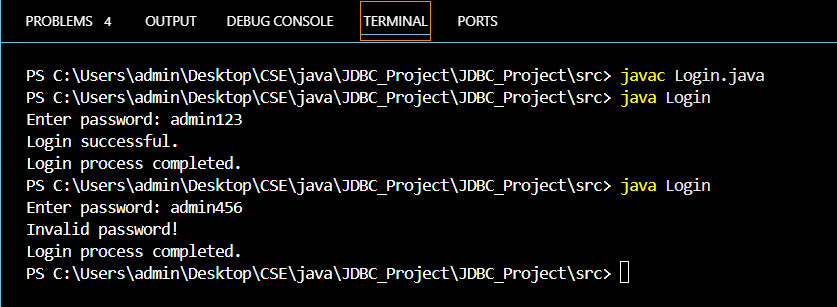 PROBLEMS 4 OUTPUT DEBUG CONSOLE TERMINAL PORTS
PS C:\Users\admin\Desktop\CSE\java\JDBC_Project\JDBC_Project\src> javac Login.java
PS C:\Users\admin\Desktop\CSE\java\JDBC_Project\JDBC_Project\src> java Login
Enter password: admin123
Login successful.
Login process completed.
PS C:\Users\admin\Desktop\CSE\java\JDBC_Project\JDBC_Project\src> java Login
Enter password: admin456
Invalid password!
Login process completed.
PS C:\Users\admin\Desktop\CSE\java\JDBC_Project\JDBC_Project\src>